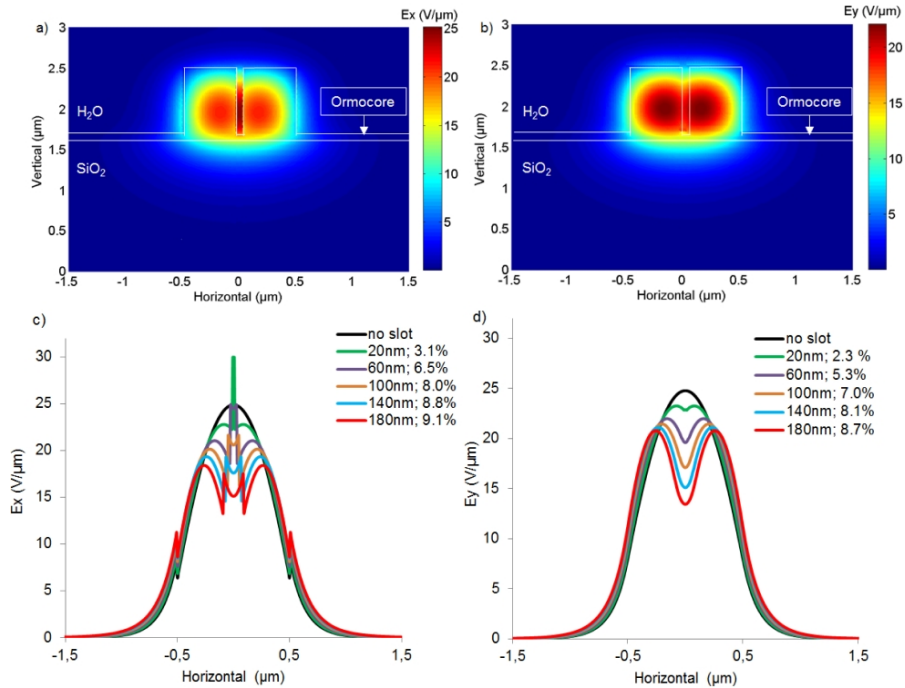 a)
Ex (V/µm)
3
2.5
2
1.5
1
0.5
0
Vertical (µm)
H2O
Ormocore
SiO2
-1.5
-1
-0.5
0
0.5
1
1.5
Horizontal (µm)
25
20
15
10
5
b)
Ey (V/µm)
3
2.5
2
1.5
1
0.5
0
Vertical (µm)
H2O
Ormocore
SiO2
-1.5
-1
-0.5
0
0.5
1
1.5
Horizontal (µm)
20
15
10
5
c)
no slot
20nm; 3.1%
60nm; 6.5%
100nm; 8.0%
140nm; 8.8%
180nm; 9.1%
30
25
20
15
10
5
0
Ex (V/µm)
-1,5
-0,5
0,5
1,5
Horizontal (µm)
d)
no slot
20nm; 2.3 %
60nm; 5.3%
100nm; 7.0%
140nm; 8.1%
180nm; 8.7%
30
25
20
15
10
5
0
Ey (V/µm)
-1,5
-0,5
0,5
1,5
Horizontal (µm)